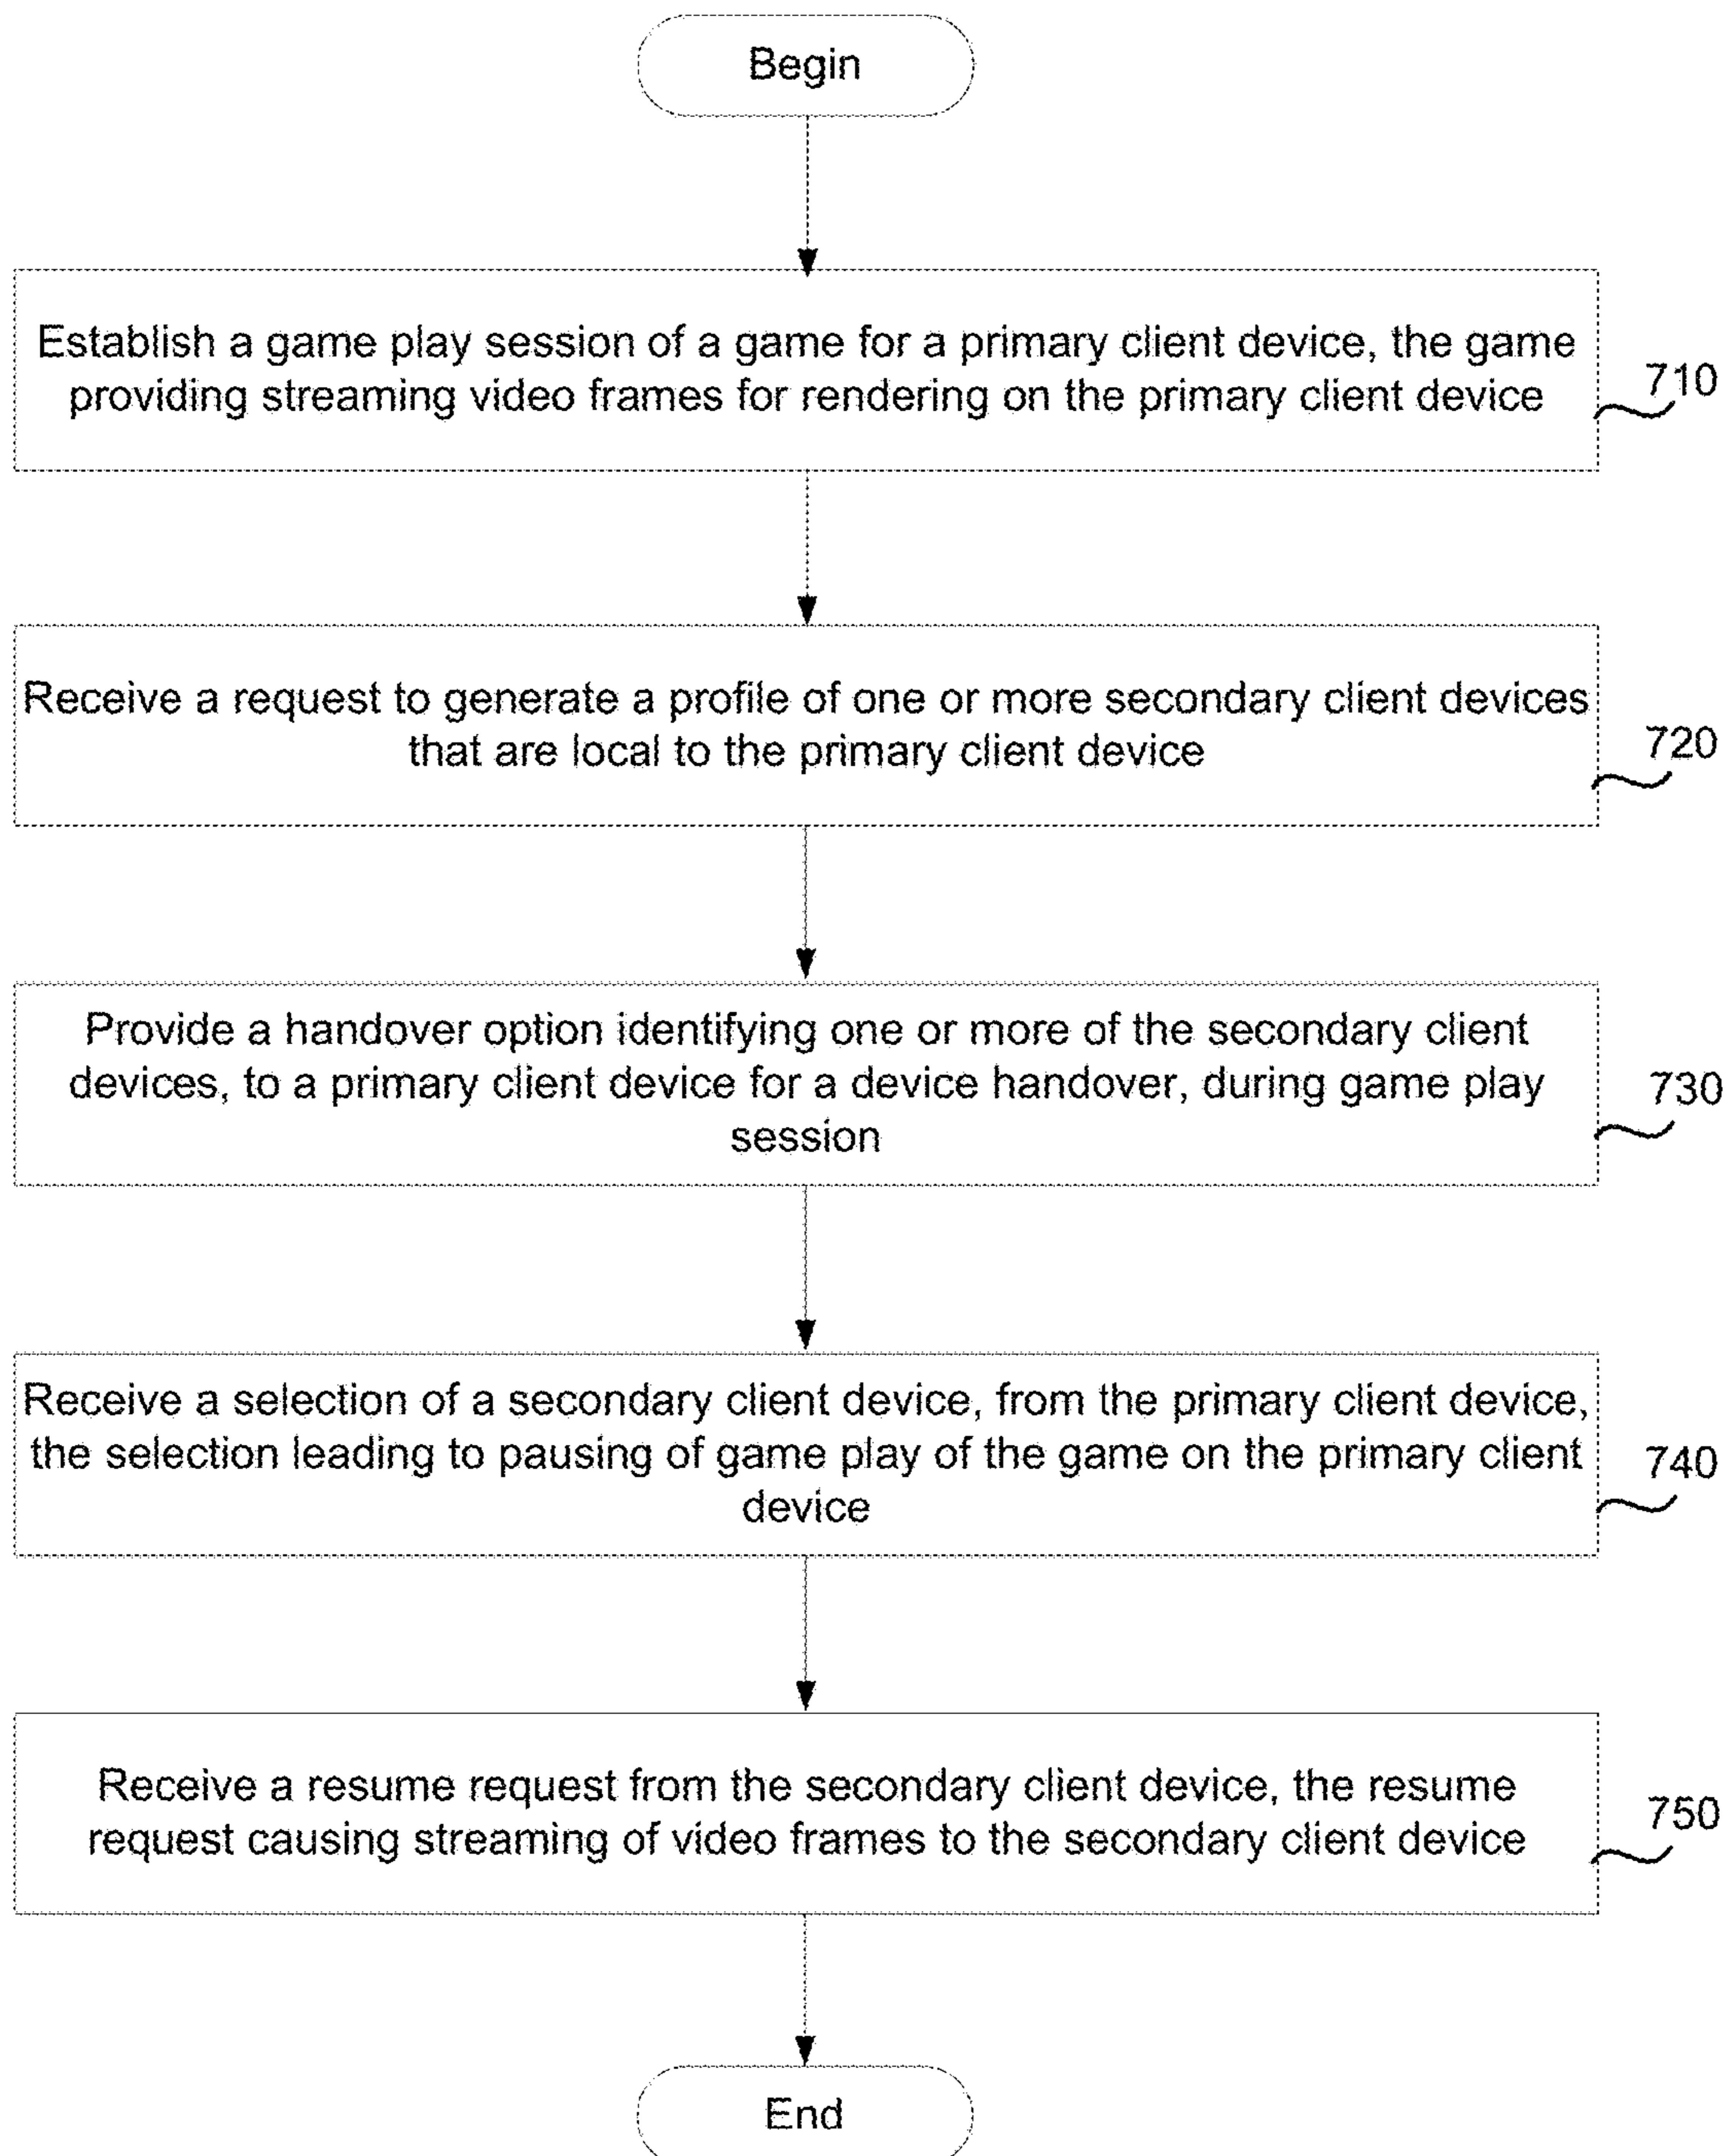 Begin
Establish a game play session of a game for a primary client device, the game
providing streaming video frames for rendering on the primary client device
710
Receive a request to generate a profile of one or more secondary client devices
that are local to the primary client device
720
Provide a handover option identifying one or more of the secondary client
devices, to a primary client device for a device handover, during game play
session
730
Receive a selection of a secondary client device, from the primary client device,
the selection leading to pausing of game play of the game on the primary client
device
740
Receive a resume request from the secondary client device, the resume
request causing streaming of video frames to the secondary client device
750
End